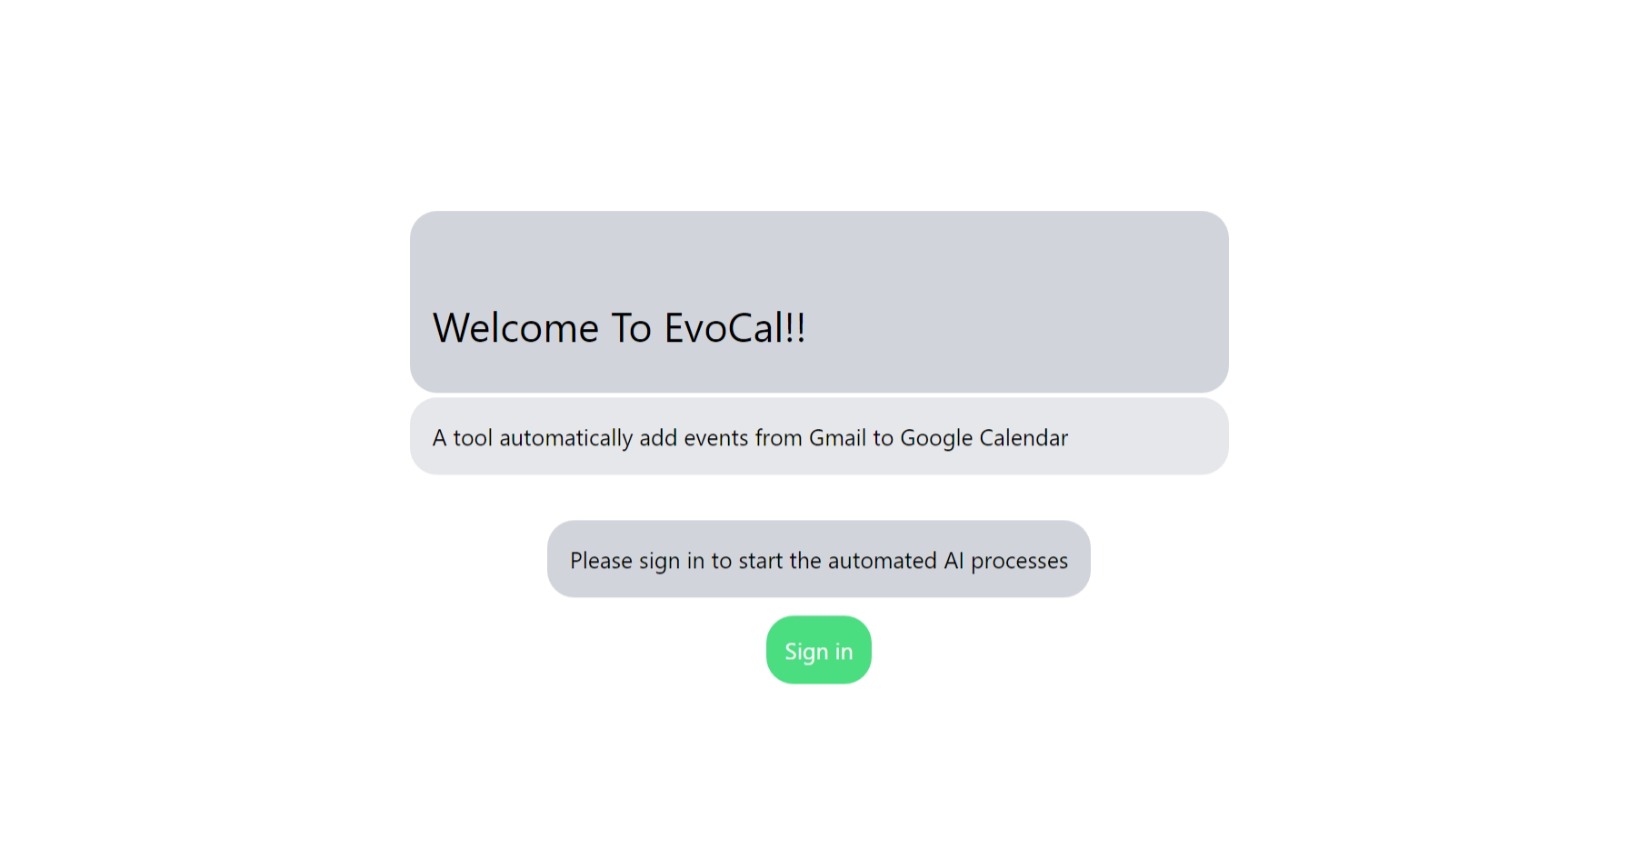 Welcome To EvoCal!!
A tool automatically add events from Gmail to Google Calendar
Please sign in to start the automated AI processes
Sign in